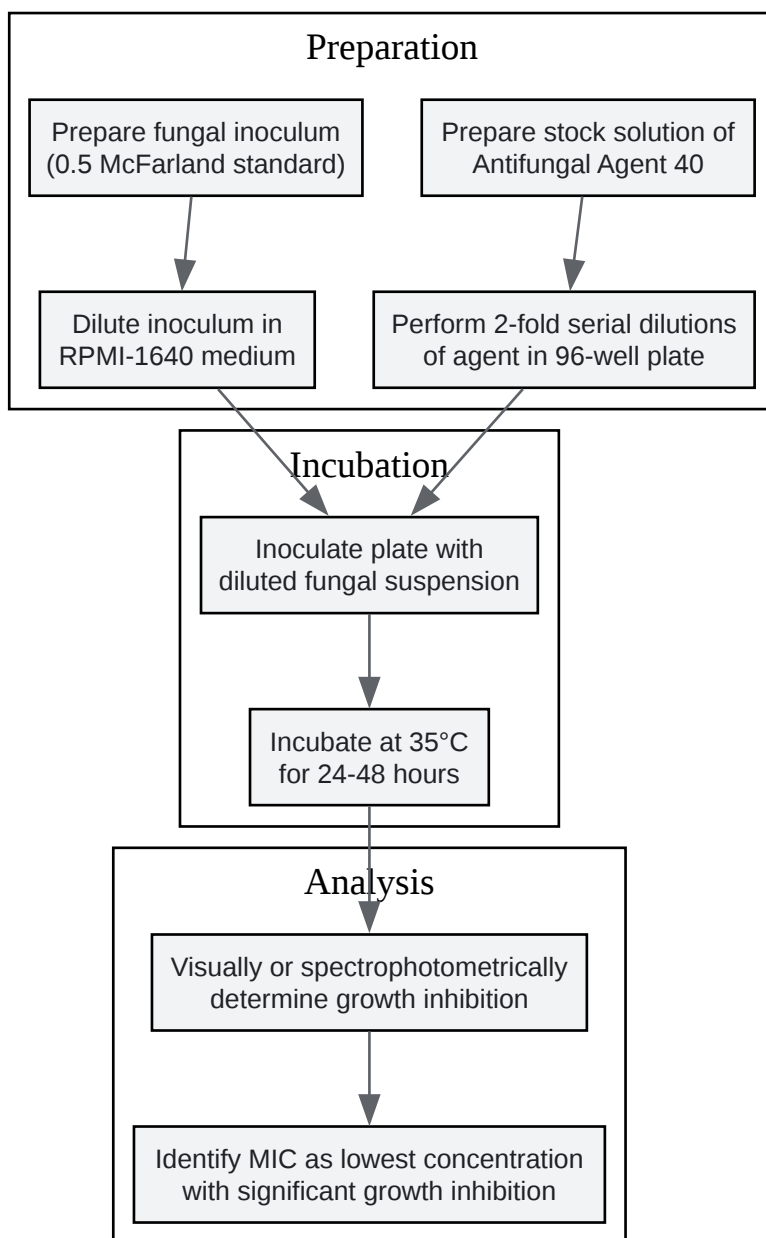 Preparation
Prepare fungal inoculum
(0.5 McFarland standard)
Prepare stock solution of
Antifungal Agent 40
Dilute inoculum in
RPMI-1640 medium
Perform 2-fold serial dilutions
of agent in 96-well plate
Incubation
Inoculate plate with
diluted fungal suspension
Incubate at 35°C
for 24-48 hours
Analysis
Visually or spectrophotometrically
determine growth inhibition
Identify MIC as lowest concentration
with significant growth inhibition